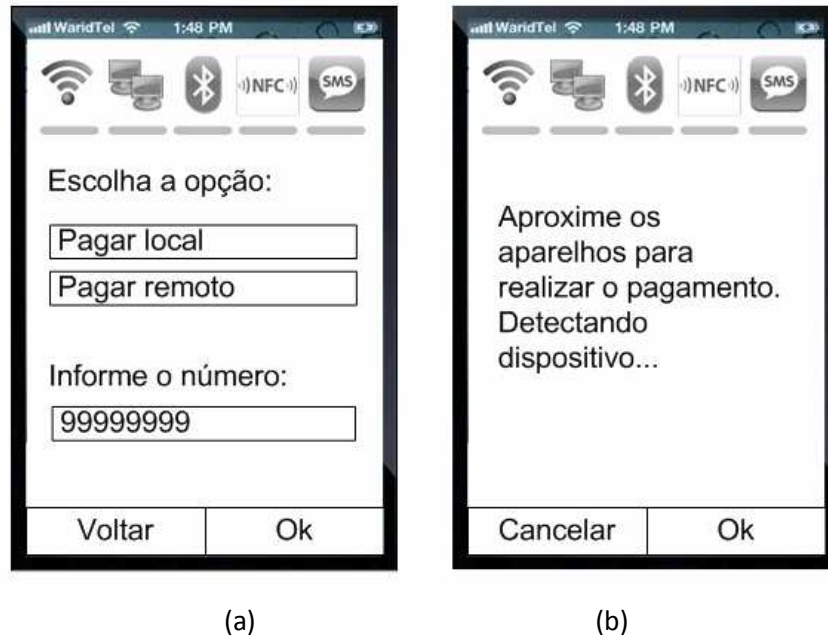 WaridTel 1:48 PM
NFC SMS
Escolha a opção:
Pagar local
Pagar remoto
Informe o número:
99999999
Voltar Ok
(a)
WaridTel 1:48 PM
NFC SMS
Aproxime os
aparelhos para
realizar o pagamento.
Detectando
dispositivo...
Cancelar Ok
(b)